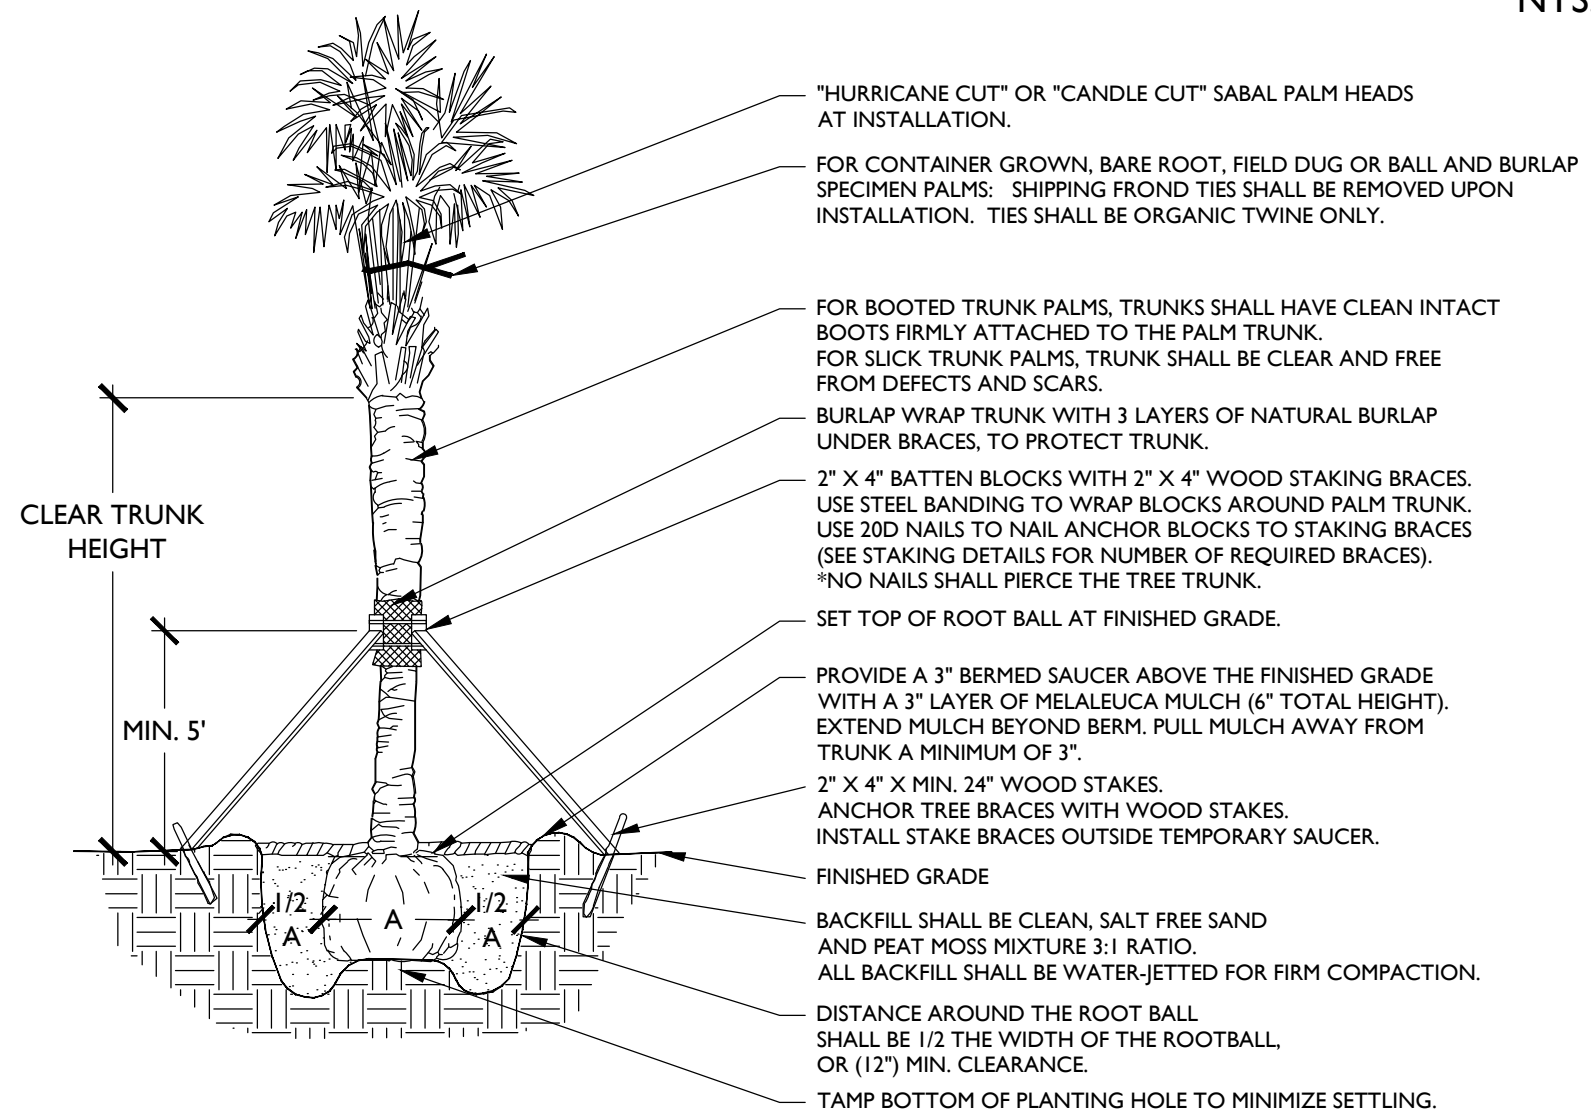 NTS
"HURRICANE CUT" OR "CANDLE CUT" SABAL PALM HEADS
AT INSTALLATION.
FOR CONTAINER GROWN, BARE ROOT, FIELD DUG OR BALL AND BURLAP
SPECIMEN PALMS: SHIPPING FROND TIES SHALL BE REMOVED UPON
INSTALLATION. TIES SHALL BE ORGANIC TWINE ONLY.
FOR BOOTED TRUNK PALMS, TRUNKS SHALL HAVE CLEAN INTACT
BOOTS FIRMLY ATTACHED TO THE PALM TRUNK.
FOR SLICK TRUNK PALMS, TRUNK SHALL BE CLEAR AND FREE
FROM DEFECTS AND SCARS.
BURLAP WRAP TRUNK WITH 3 LAYERS OF NATURAL BURLAP
UNDER BRACES, TO PROTECT TRUNK.
2" X 4" BATTEN BLOCKS WITH 2" X 4" WOOD STAKING BRACES.
USE STEEL BANDING TO WRAP BLOCKS AROUND PALM TRUNK.
USE 20D NAILS TO NAIL ANCHOR BLOCKS TO STAKING BRACES
(SEE STAKING DETAILS FOR NUMBER OF REQUIRED BRACES).
*NO NAILS SHALL PIERCE THE TREE TRUNK.
SET TOP OF ROOT BALL AT FINISHED GRADE.
PROVIDE A 3" BERMED SAUCER ABOVE THE FINISHED GRADE
WITH A 3" LAYER OF MELALEUCA MULCH (6" TOTAL HEIGHT).
EXTEND MULCH BEYOND BERM. PULL MULCH AWAY FROM
TRUNK A MINIMUM OF 3".
2" X 4" X MIN. 24" WOOD STAKES.
ANCHOR TREE BRACES WITH WOOD STAKES.
INSTALL STAKE BRACES OUTSIDE TEMPORARY SAUCER.
FINISHED GRADE
BACKFILL SHALL BE CLEAN, SALT FREE SAND
AND PEAT MOSS MIXTURE 3:1 RATIO.
ALL BACKFILL SHALL BE WATER-JETTED FOR FIRM COMPACTION.
DISTANCE AROUND THE ROOT BALL
SHALL BE 1/2 THE WIDTH OF THE ROOTBALL,
OR (12") MIN. CLEARANCE.
TAMP BOTTOM OF PLANTING HOLE TO MINIMIZE SETTLING.
CLEAR TRUNK
HEIGHT
MIN. 5'
1/2
A
A
1/2
A